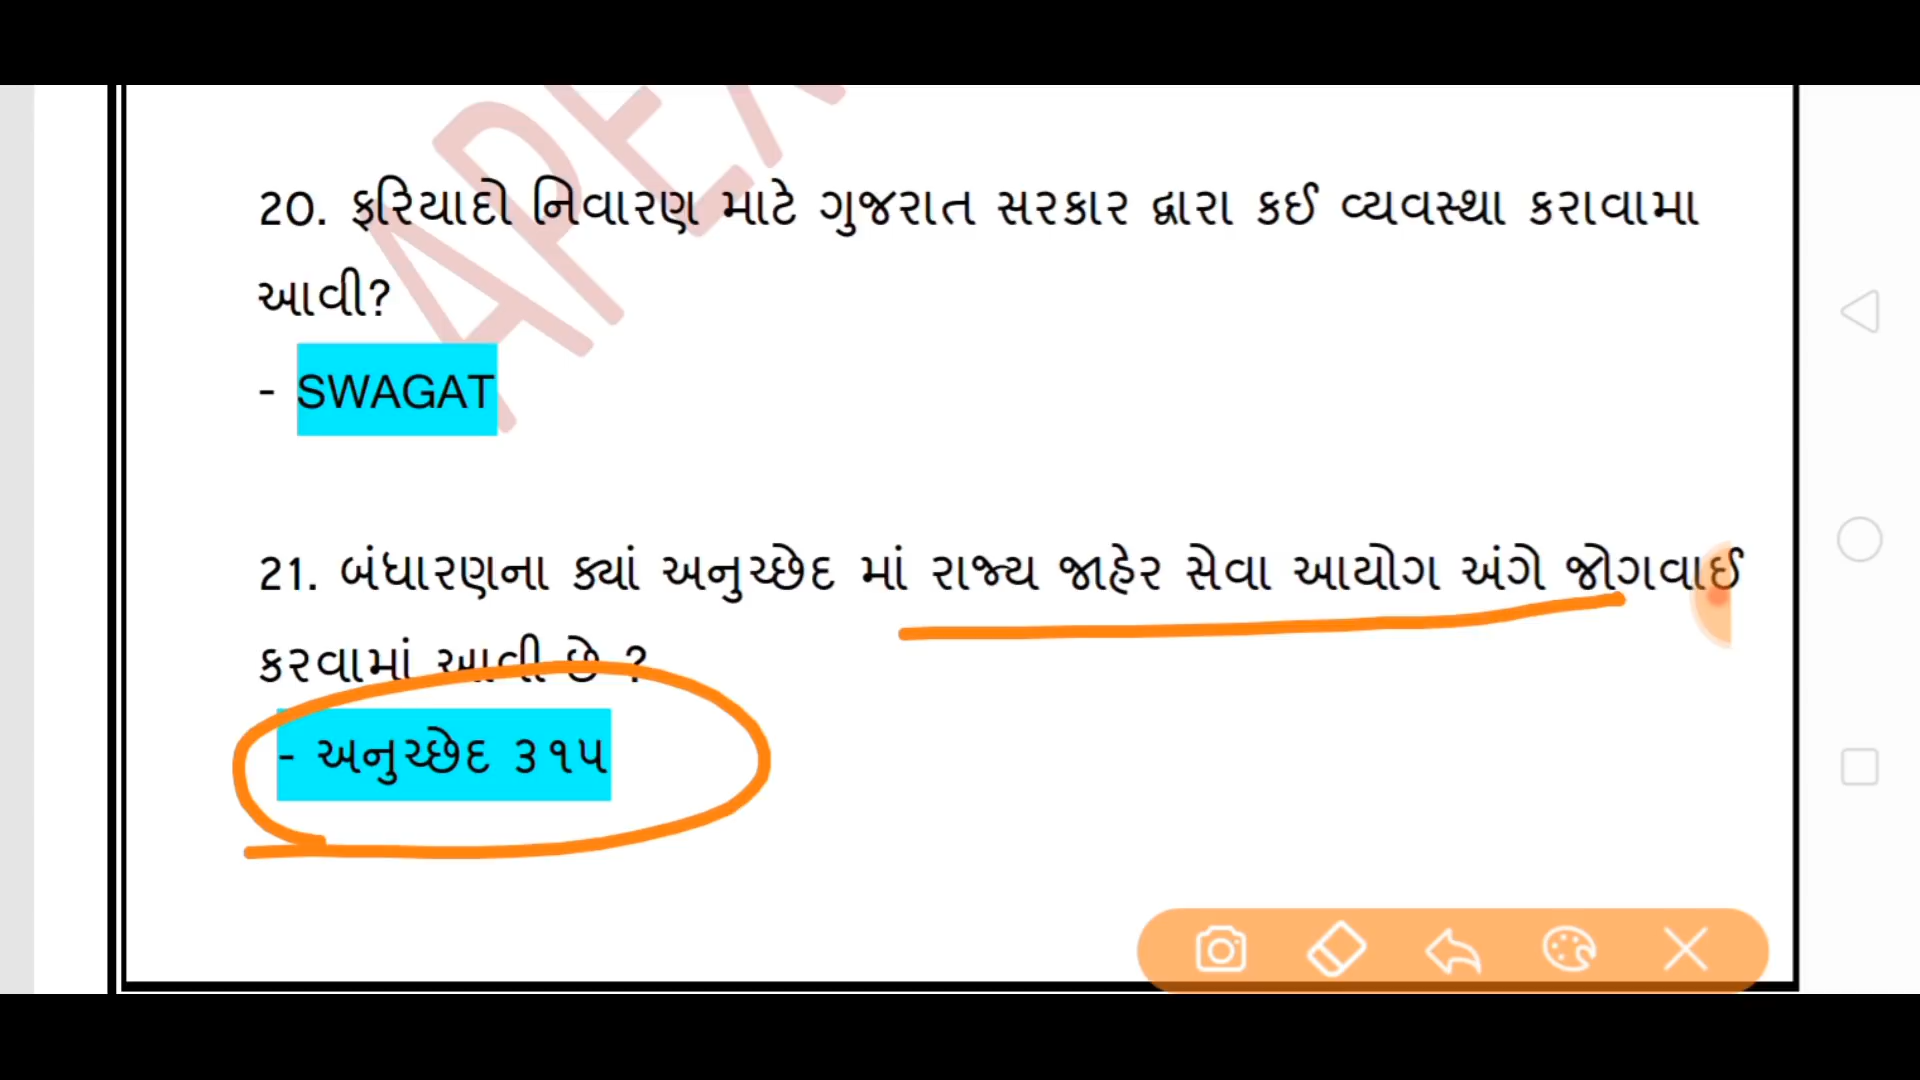 APEX
20. ફરિયાદો નિવારણ માટે ગુજરાત સરકાર દ્વારા કઈ વ્યવસ્થા કરાવામા
આવી?
- SWAGAT
21. બંધારણના ક્યાં અનુચ્છેદ માં રાજ્ય જાહેર સેવા આયોગ અંગે જોગવાઈ
કરવામાં આવી છે ?
- અનુચ્છેદ ૩૧૫